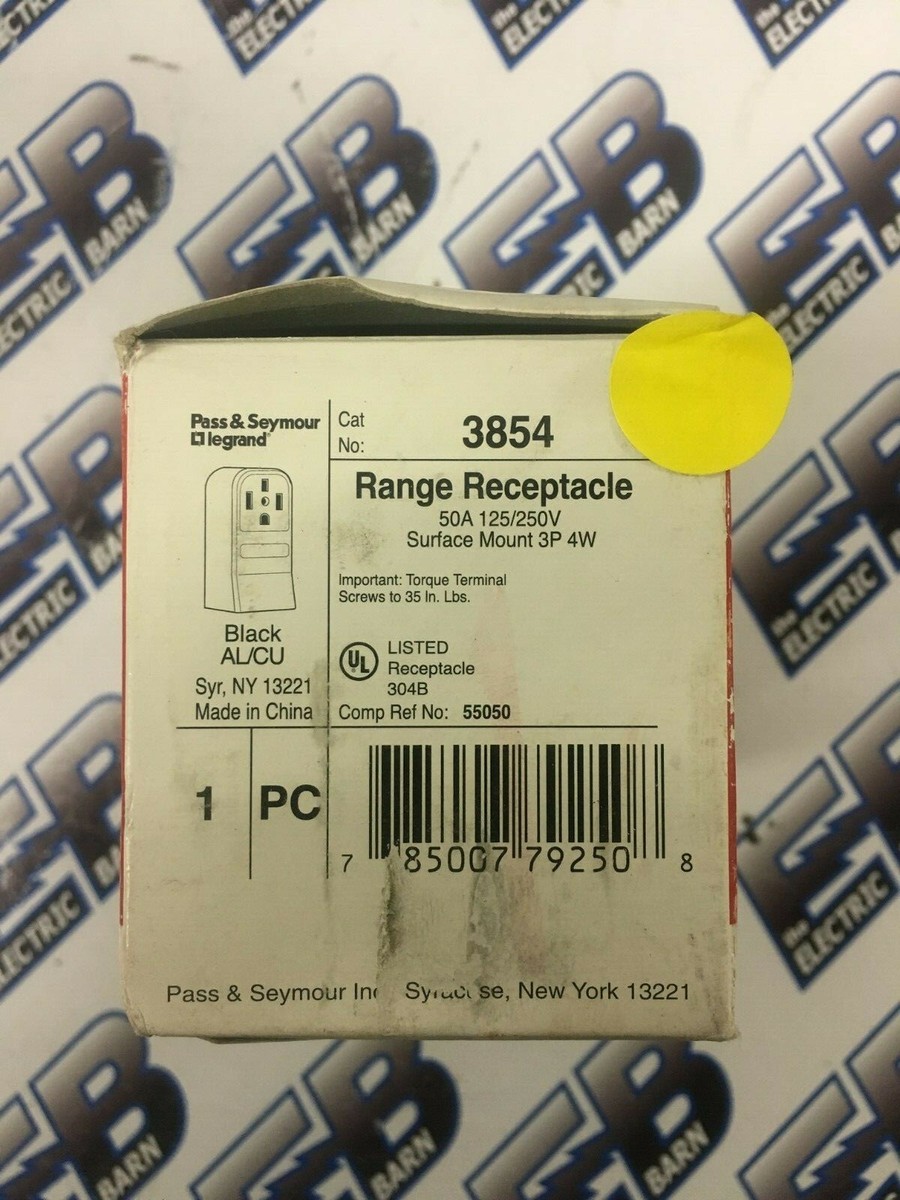 Pass & Seymour
legrand®
Cat
No:
3854
Range Receptacle
50A 125/250V
Surface Mount 3P 4W
Important: Torque Terminal
Screws to 35 In. Lbs.
Black
AL/CU
Syr, NY 13221
Made in China
UL
LISTED
Receptacle
304B
Comp Ref No: 55050
1 PC
7 85007 79250 8
Pass & Seymour Inc Syracuse, New York 13221
the
ELECTRIC
BARN
EB